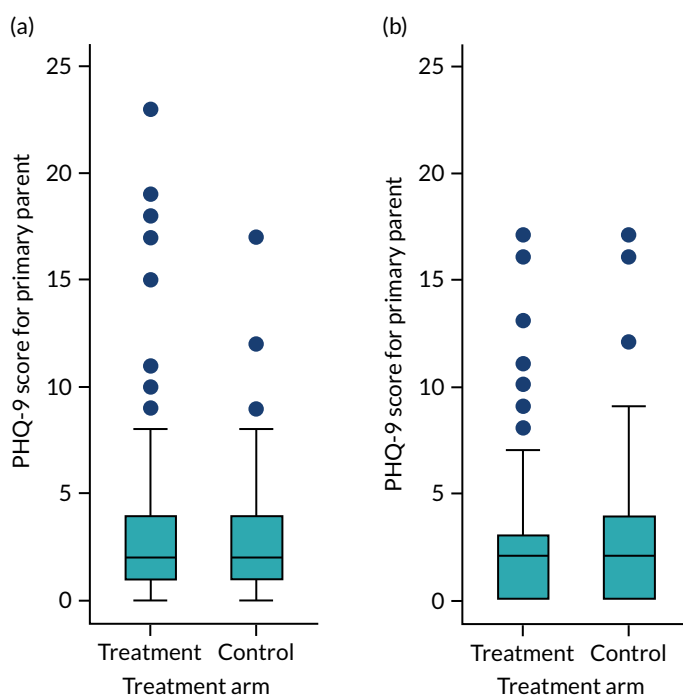 (a)
PHQ-9 score for primary parent
25
20
15
10
5
0
Treatment
Control
Treatment arm
(b)
PHQ-9 score for primary parent
25
20
15
10
5
0
Treatment
Control
Treatment arm